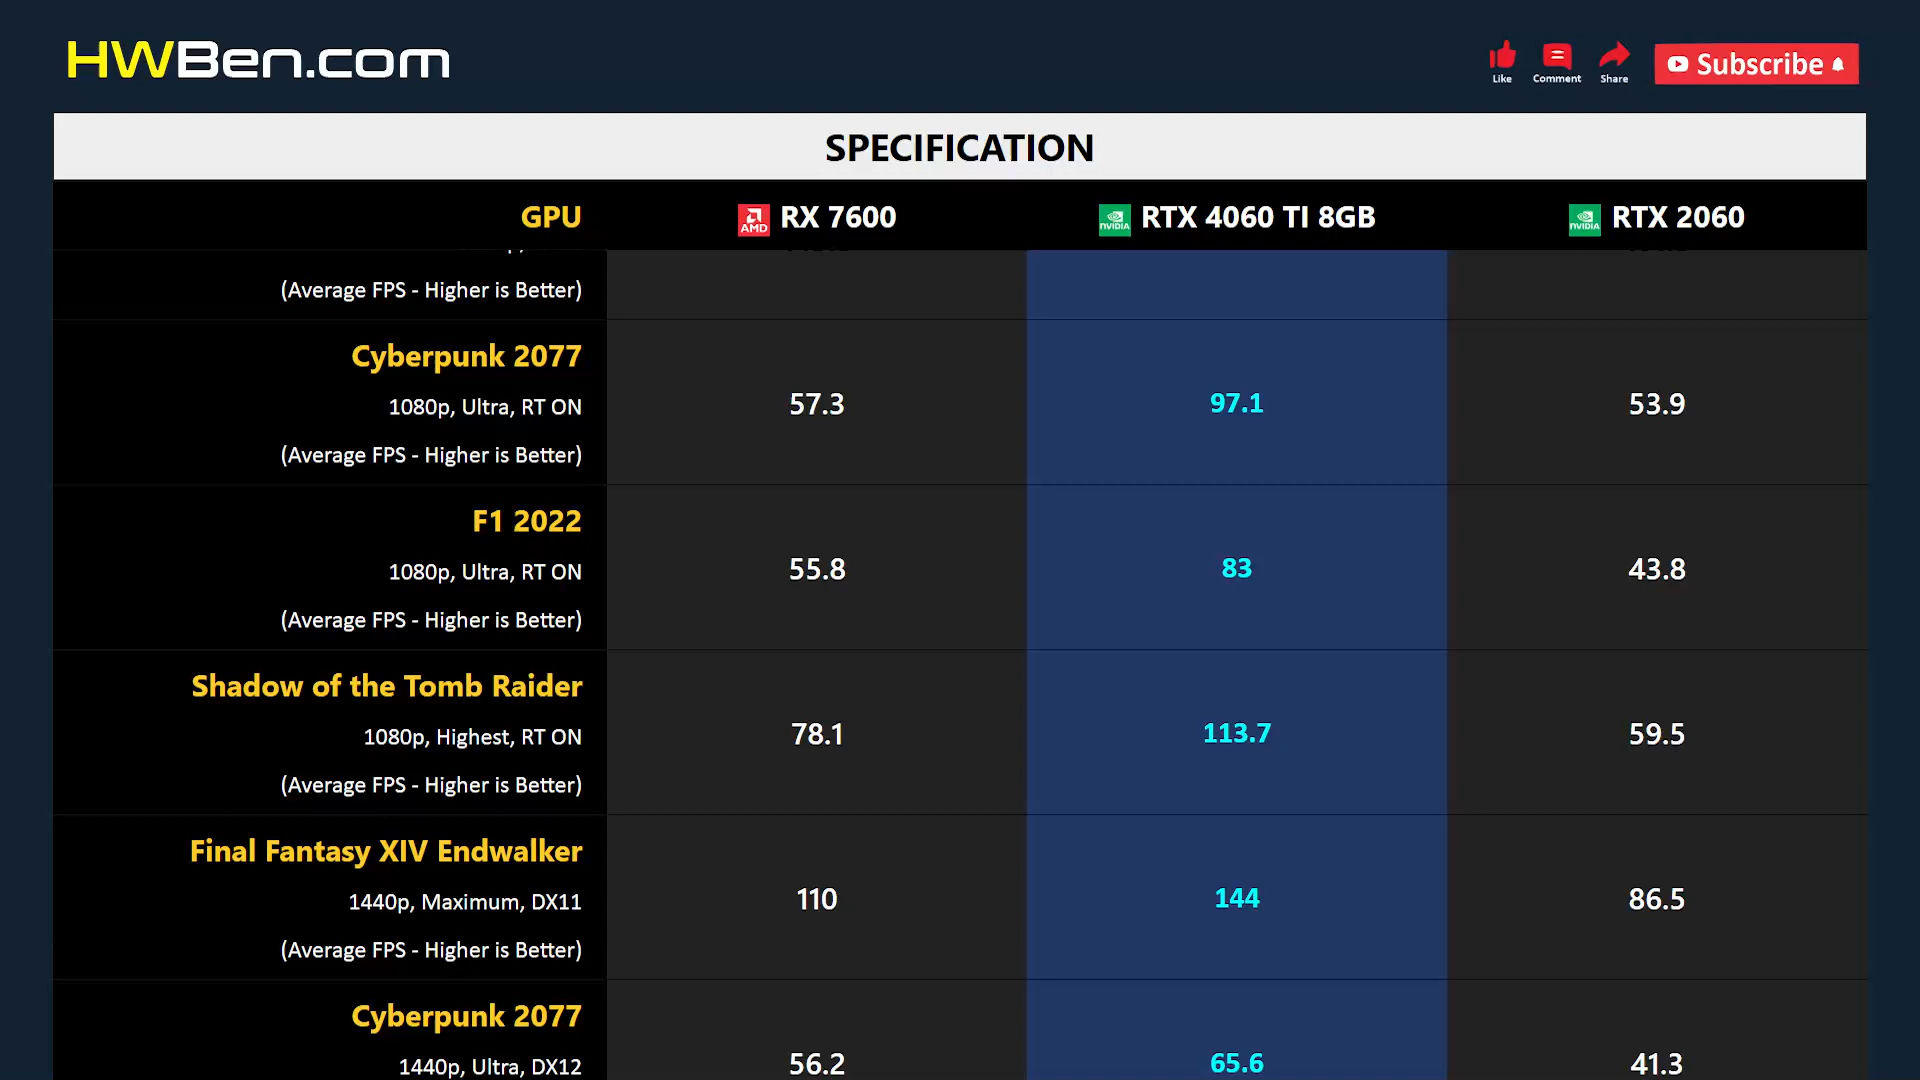 HWBen.com
Like
Comment
Share
Subscribe
SPECIFICATION
GPU
AMD RX 7600
NVIDIA RTX 4060 TI 8GB
NVIDIA RTX 2060
(Average FPS - Higher is Better)
Cyberpunk 2077
1080p, Ultra, RT ON
(Average FPS - Higher is Better)
57.3
97.1
53.9
F1 2022
1080p, Ultra, RT ON
(Average FPS - Higher is Better)
55.8
83
43.8
Shadow of the Tomb Raider
1080p, Highest, RT ON
(Average FPS - Higher is Better)
78.1
113.7
59.5
Final Fantasy XIV Endwalker
1440p, Maximum, DX11
(Average FPS - Higher is Better)
110
144
86.5
Cyberpunk 2077
1440p, Ultra, DX12
56.2
65.6
41.3